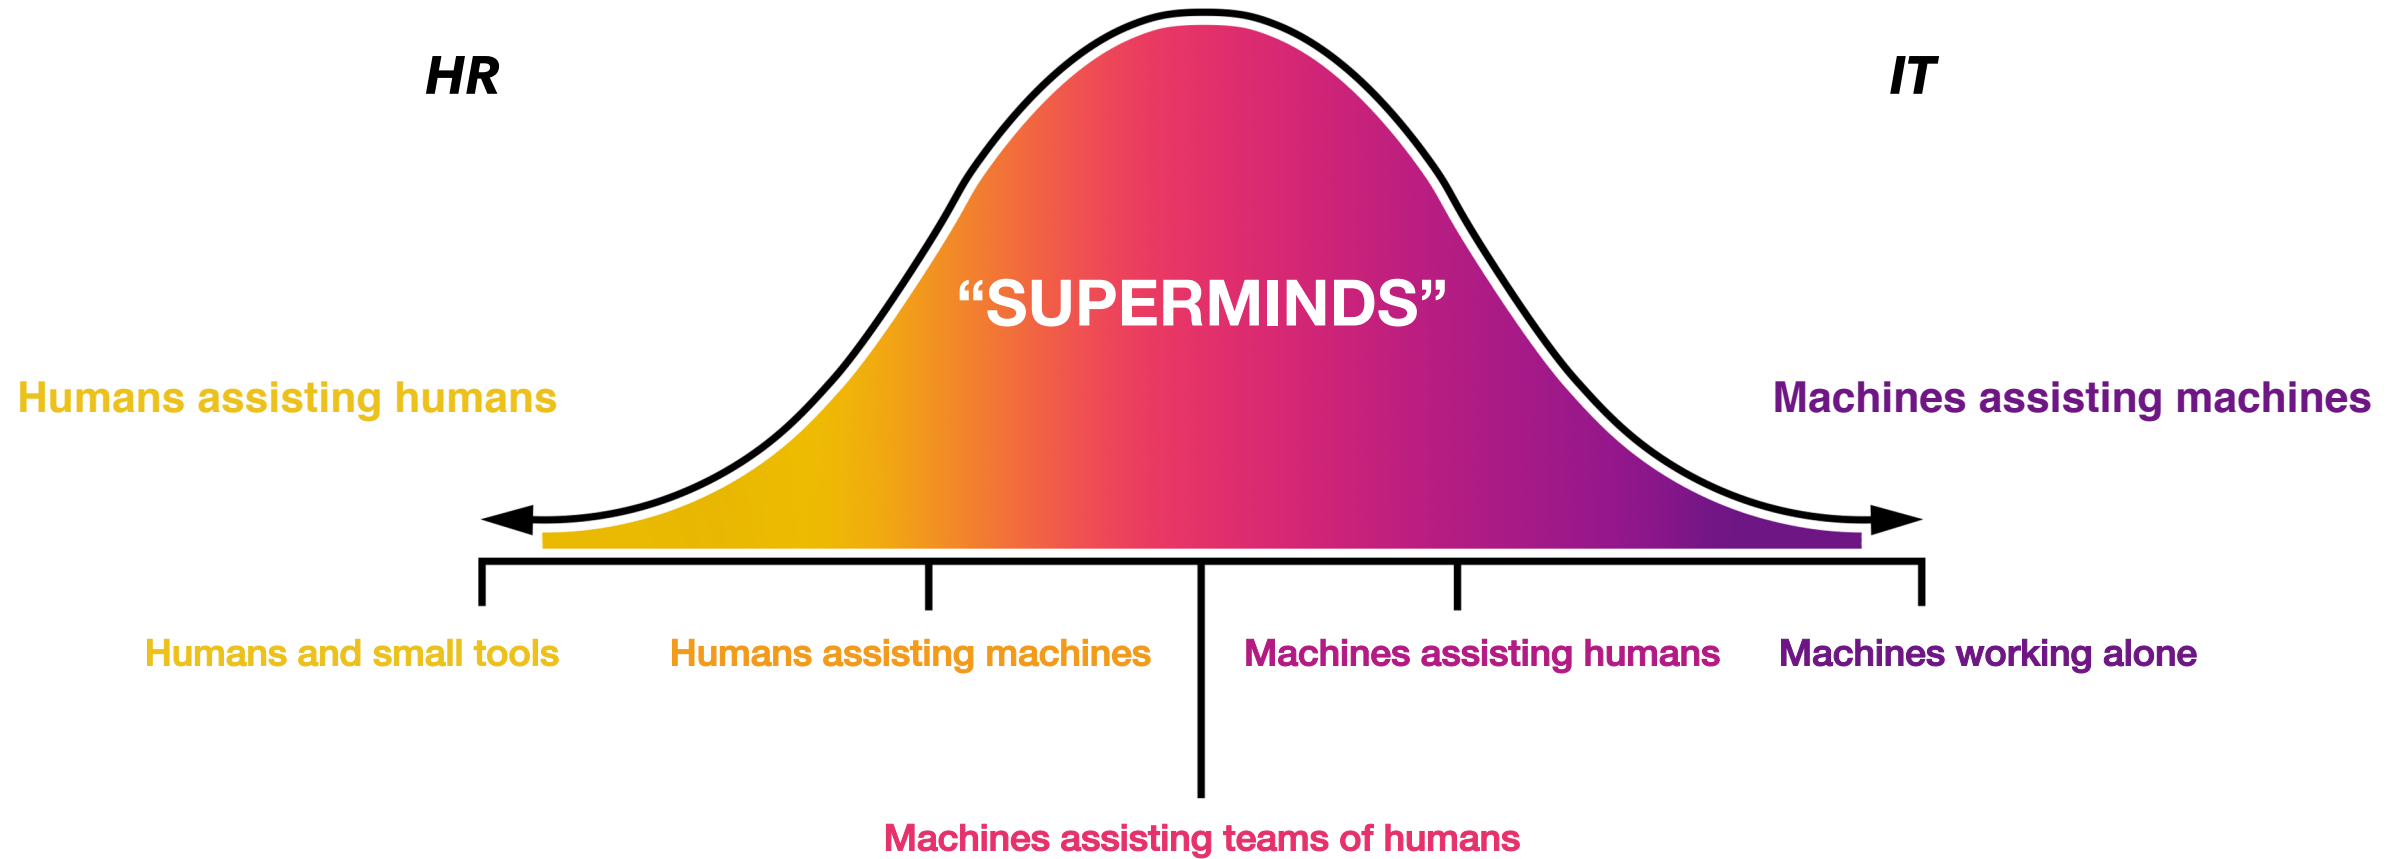 HR
IT
“SUPERMINDS”
Humans assisting humans
Machines assisting machines
Humans and small tools
Humans assisting machines
Machines assisting humans
Machines working alone
Machines assisting teams of humans